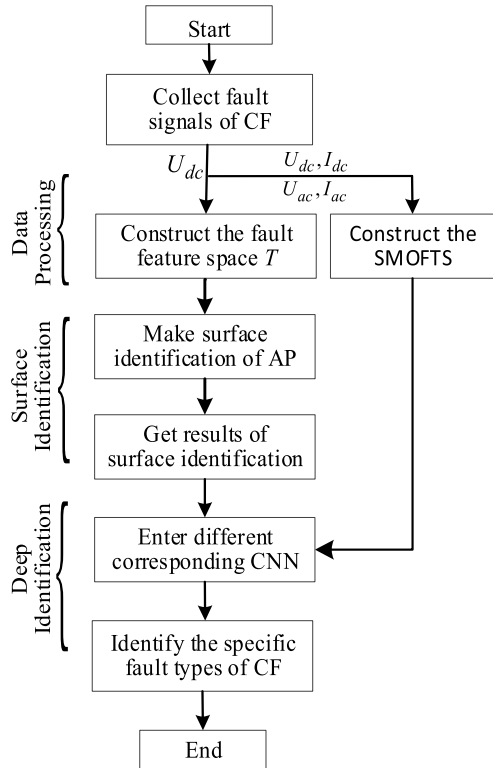 Start
Collect fault
signals of CF
U_dc
U_dc, I_dc
U_ac, I_ac
Data
Processing
Construct the fault
feature space T
Construct the
SMOFTS
Surface
Identification
Make surface
identification of AP
Get results of
surface identification
Deep
Identification
Enter different
corresponding CNN
Identify the specific
fault types of CF
End